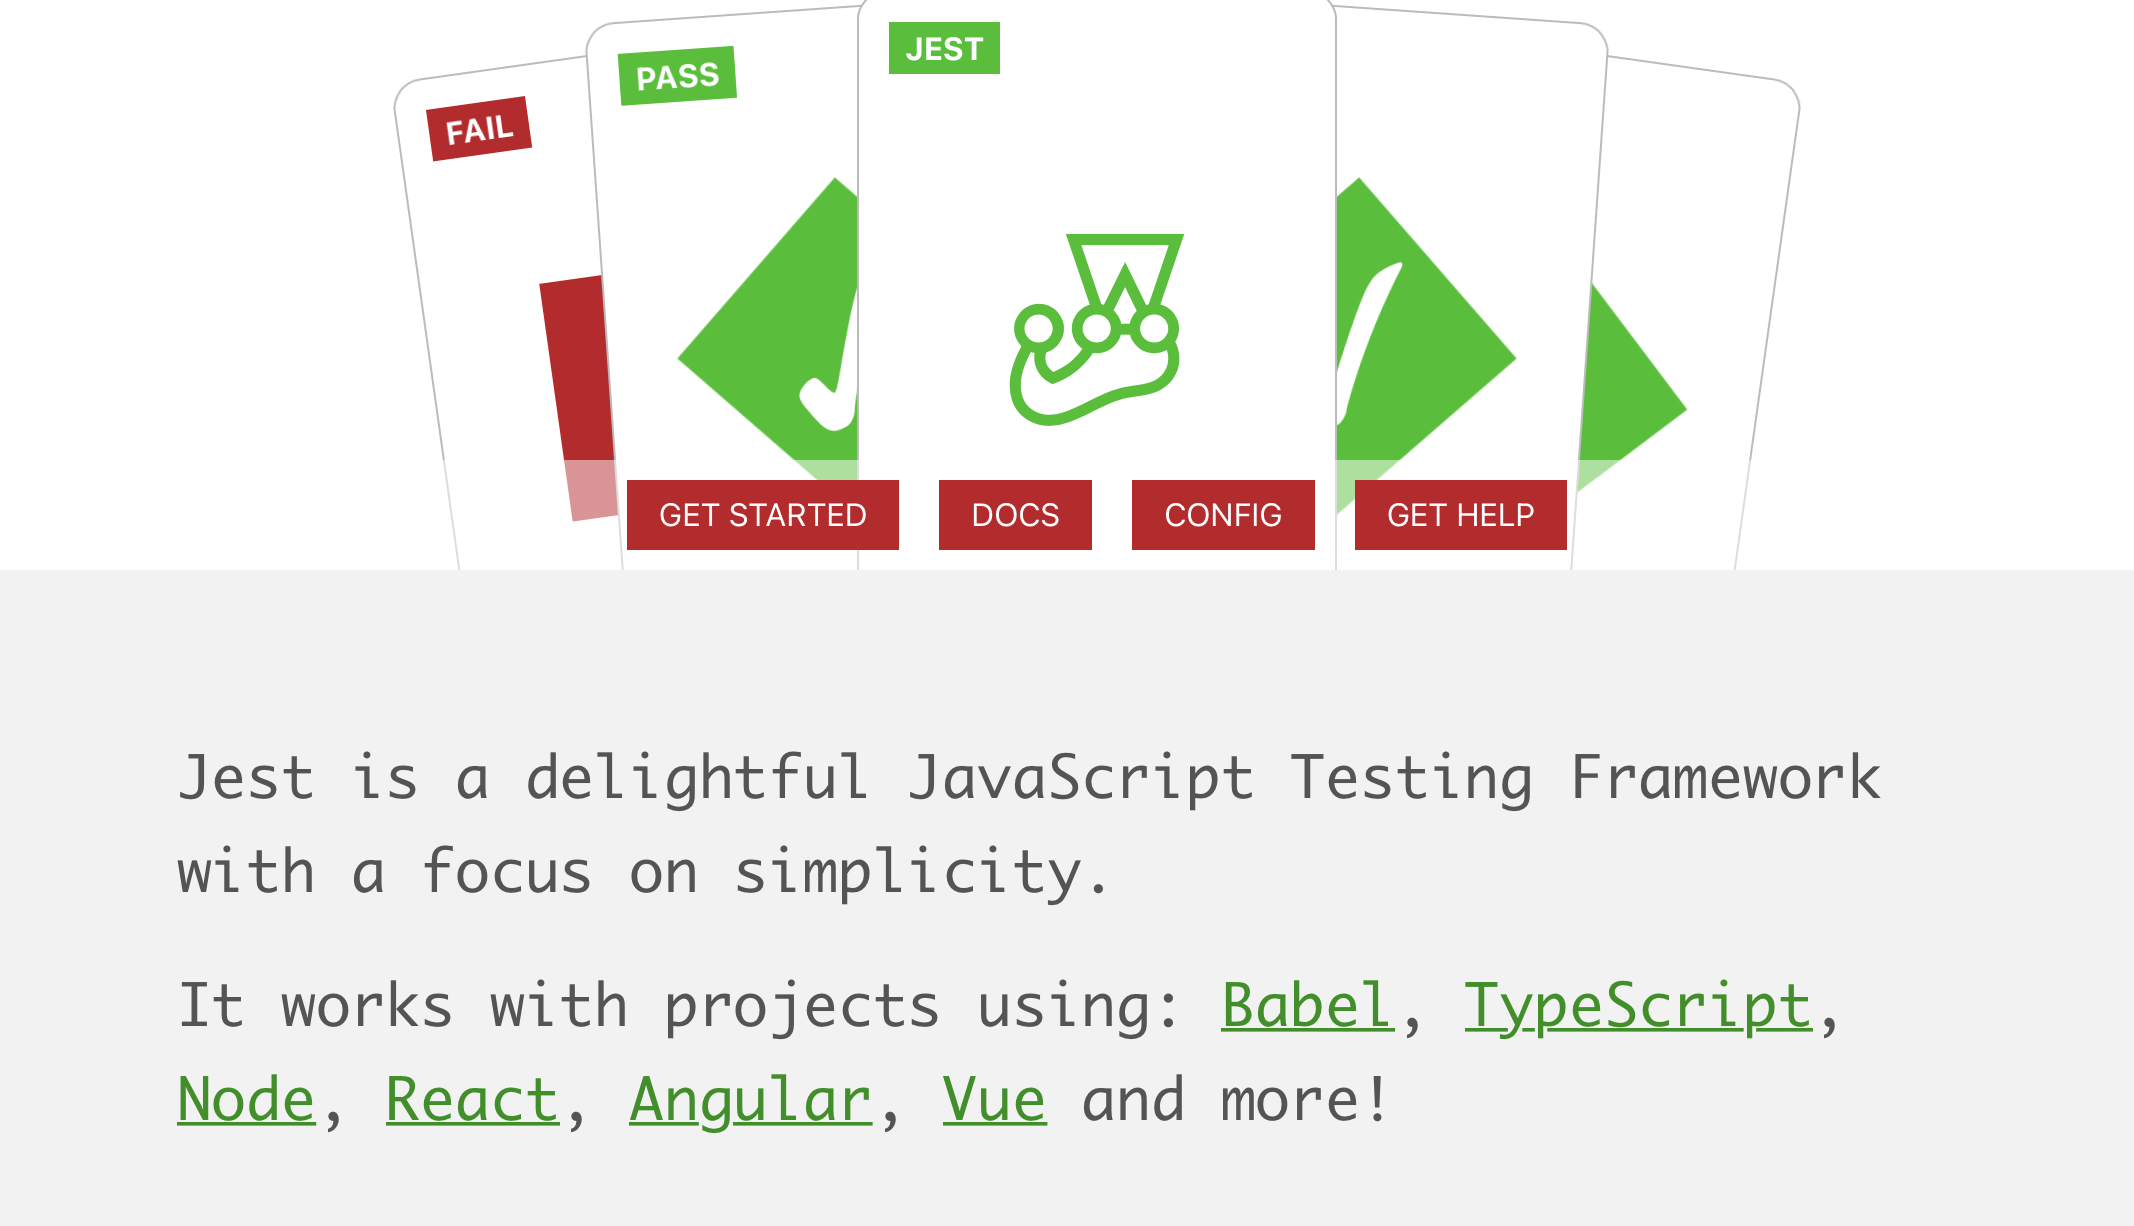 JEST
PASS
FAIL
GET STARTED
DOCS
CONFIG
GET HELP
Jest is a delightful JavaScript Testing Framework
with a focus on simplicity.
It works with projects using: Babel, TypeScript,
Node, React, Angular, Vue and more!